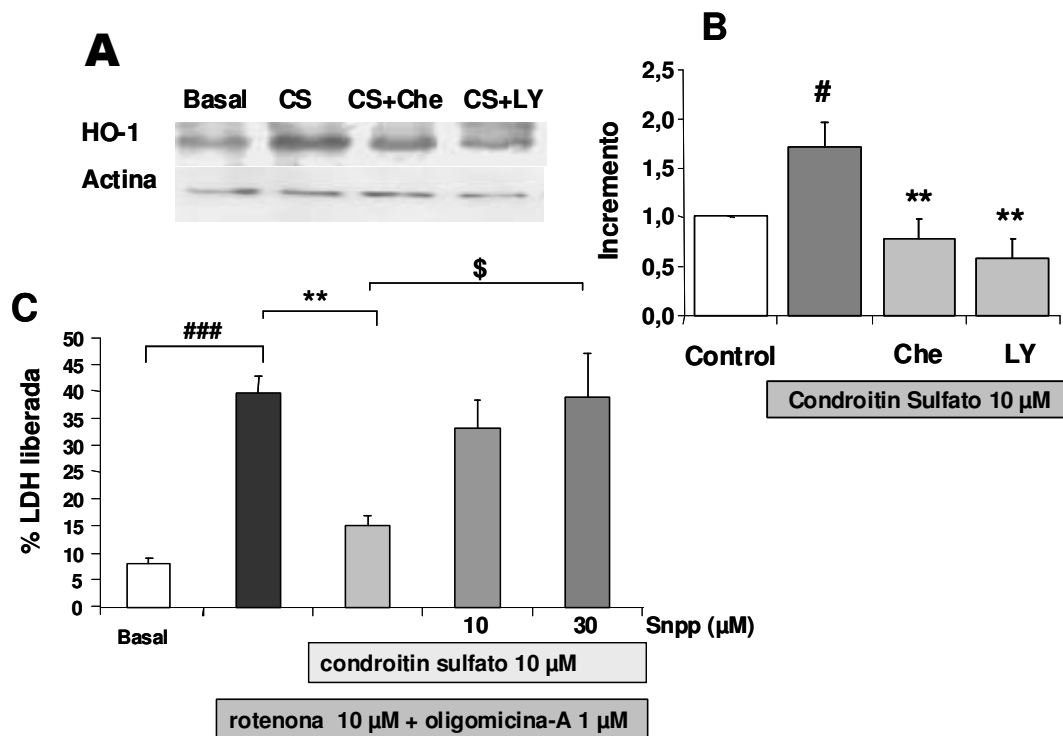 A
Basal CS CS+Che CS+LY
HO-1
Actina
B
2,5
2,0
1,5
1,0
0,5
0,0
Incremento
#
**
**
Control Che LY
Condroitin Sulfato 10 µM
C
$
**
###
50
45
40
35
30
25
20
15
10
5
0
% LDH liberada
Basal
10 30 Snpp (µM)
condroitin sulfato 10 µM
rotenona 10 µM + oligomicina-A 1 µM